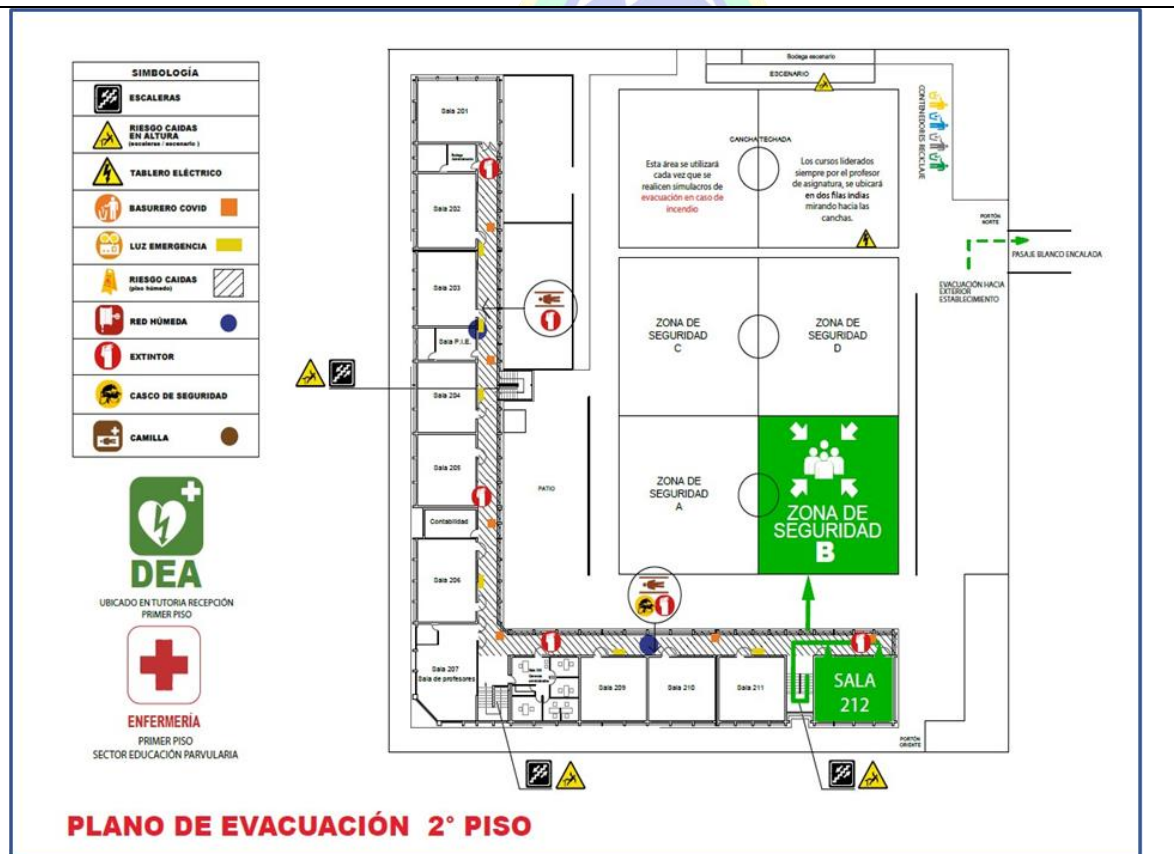 SIMBOLOGÍA
ESCALERAS
RIESGO CAIDAS
EN ALTURA
(escaleras / escenario )
TABLERO ELÉCTRICO
BASURERO COVID
LUZ EMERGENCIA
RIESGO CAIDAS
(piso húmedo)
RED HÚMEDA
EXTINTOR
CASCO DE SEGURIDAD
CAMILLA
DEA
UBICADO EN TUTORIA RECEPCIÓN
PRIMER PISO
ENFERMERÍA
PRIMER PISO
SECTOR EDUCACIÓN PARVULARIA
Sala 201
Sala 202
Sala 203
Sala P.I.E.
Sala 204
Sala 205
Contabilidad
Sala 206
Sala 207
Sala de profesores
Sala 209
Sala 210
Sala 211
SALA
212
PATIO
Bodega escenario
ESCENARIO
CANCHA TECHADA
Esta área se utilizará
cada vez que se
realicen simulacros de
evacuación en caso de
incendio
Los cursos liderados
siempre por el profesor
de asignatura, se ubicará
en dos filas indias
mirando hacia las
canchas.
ZONA DE
SEGURIDAD
C
ZONA DE
SEGURIDAD
D
ZONA DE
SEGURIDAD
A
ZONA DE
SEGURIDAD
B
CONTENEDORES RECICLAJE
PORTÓN
NORTE
PASAJE BLANCO ENCALADA
EVACUACIÓN HACIA
EXTERIOR
ESTABLECIMIENTO
PORTÓN
ORIENTE
PLANO DE EVACUACIÓN 2° PISO